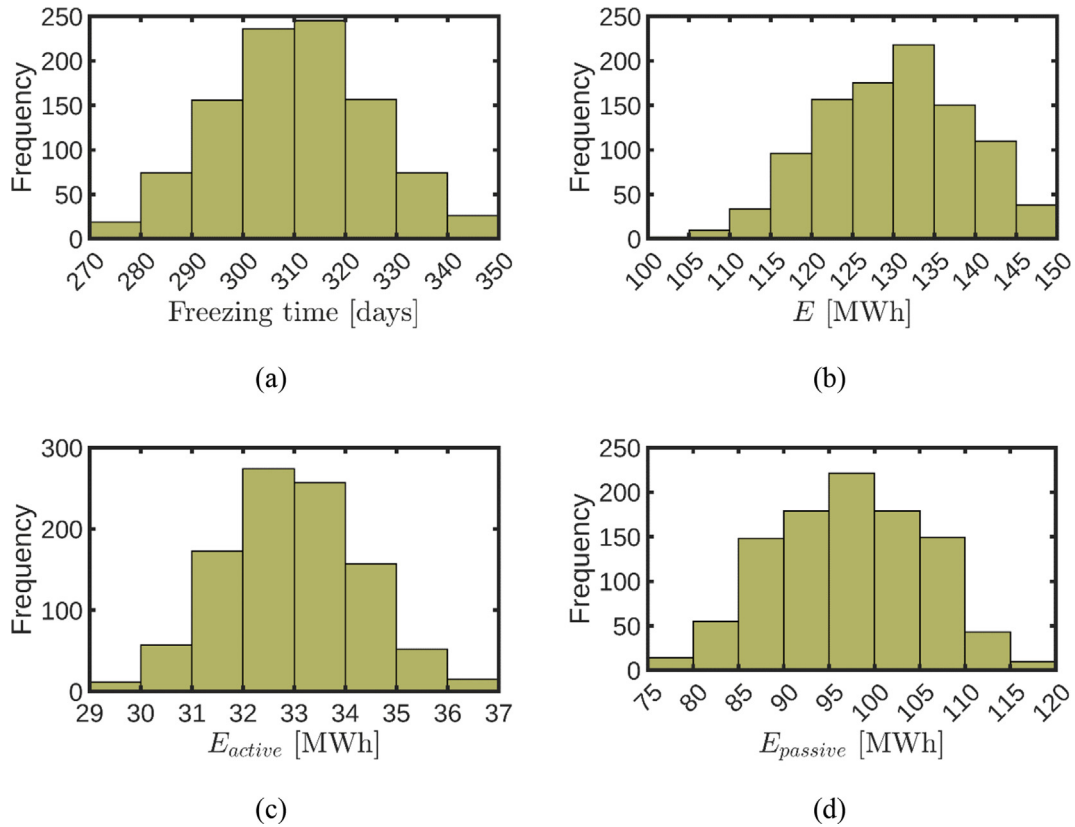 250
200
150
100
50
0
Frequency
270 280 290 300 310 320 330 340 350
Freezing time [days]
(a)
250
200
150
100
50
0
Frequency
100 105 110 115 120 125 130 135 140 145 150
E [MWh]
(b)
300
200
100
0
Frequency
29 30 31 32 33 34 35 36 37
E_active [MWh]
(c)
250
200
150
100
50
0
Frequency
75 80 85 90 95 100 105 110 115 120
E_passive [MWh]
(d)